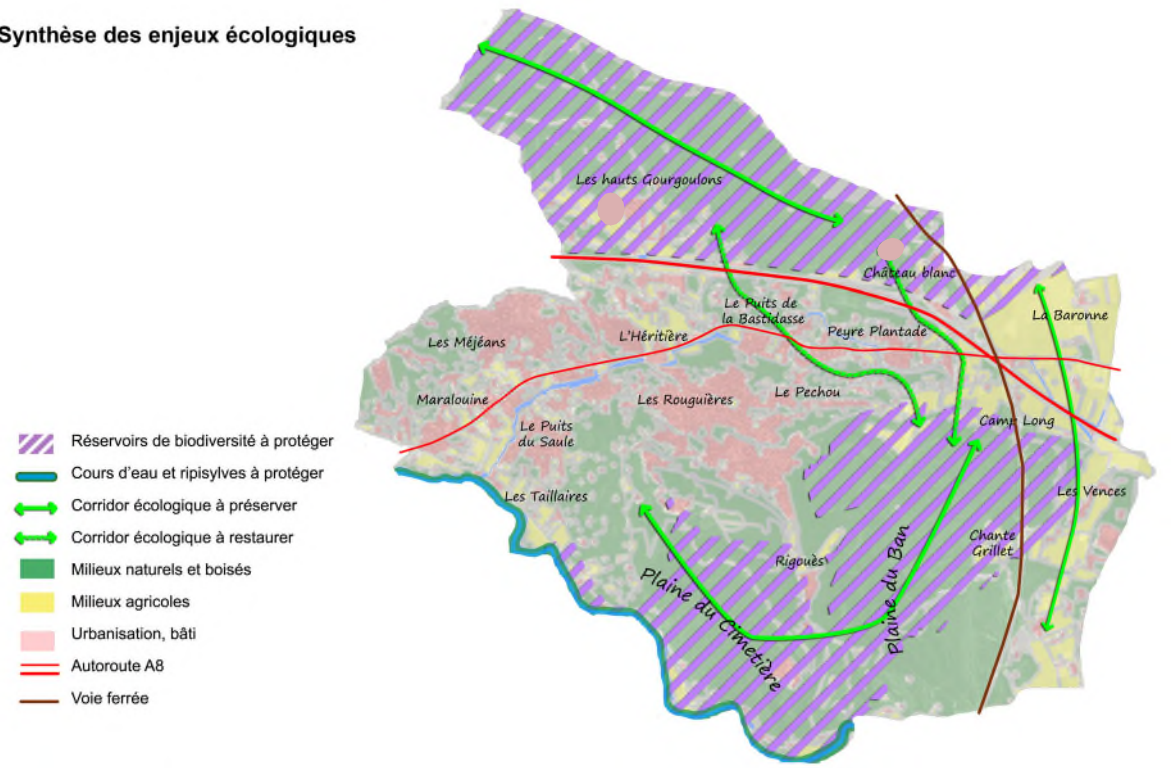 Synthèse des enjeux écologiques
Les hauts Gourgoulons
Château blanc
Le Puits de
la Bastidasse
La Baronne
Peyre Plantade
L'Héritière
Les Méjéans
Maralouine
Les Rouguières
Le Pechou
Le Puits
du Saule
Camp Long
Les Taillaires
Les Vences
Chante
Grillet
Rigouès
Plaine du Ban
Plaine du Cimetière
Réservoirs de biodiversité à protéger
Cours d'eau et ripisylves à protéger
Corridor écologique à préserver
Corridor écologique à restaurer
Milieux naturels et boisés
Milieux agricoles
Urbanisation, bâti
Autoroute A8
Voie ferrée